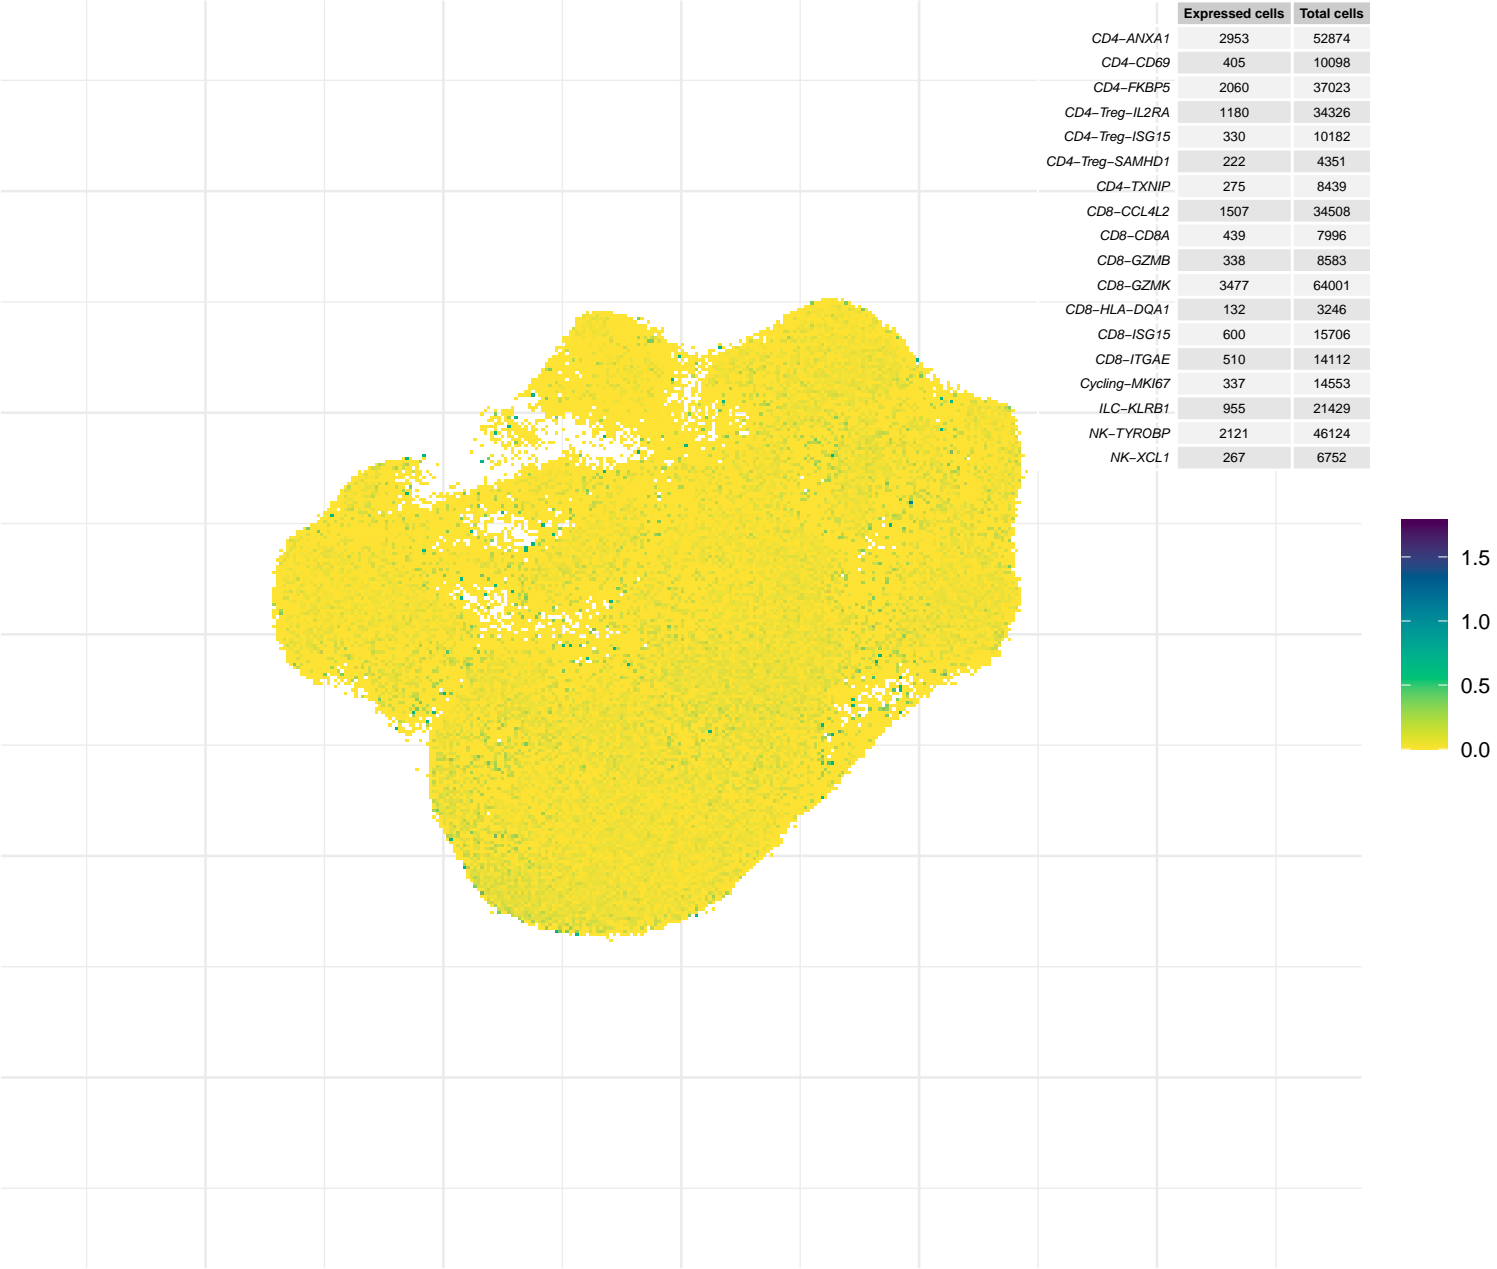 Expressed cells Total cells
CD4−ANXA1 2953 52874
CD4−CD69 405 10098
CD4−FKBP5 2060 37023
CD4−Treg−IL2RA 1180 34326
CD4−Treg−ISG15 330 10182
CD4−Treg−SAMHD1 222 4351
CD4−TXNIP 275 8439
CD8−CCL4L2 1507 34508
CD8−CD8A 439 7996
CD8−GZMB 338 8583
CD8−GZMK 3477 64001
CD8−HLA−DQA1 132 3246
CD8−ISG15 600 15706
CD8−ITGAE 510 14112
Cycling−MKI67 337 14553
ILC−KLRB1 955 21429
NK−TYROBP 2121 46124
NK−XCL1 267 6752
1.5
1.0
0.5
0.0